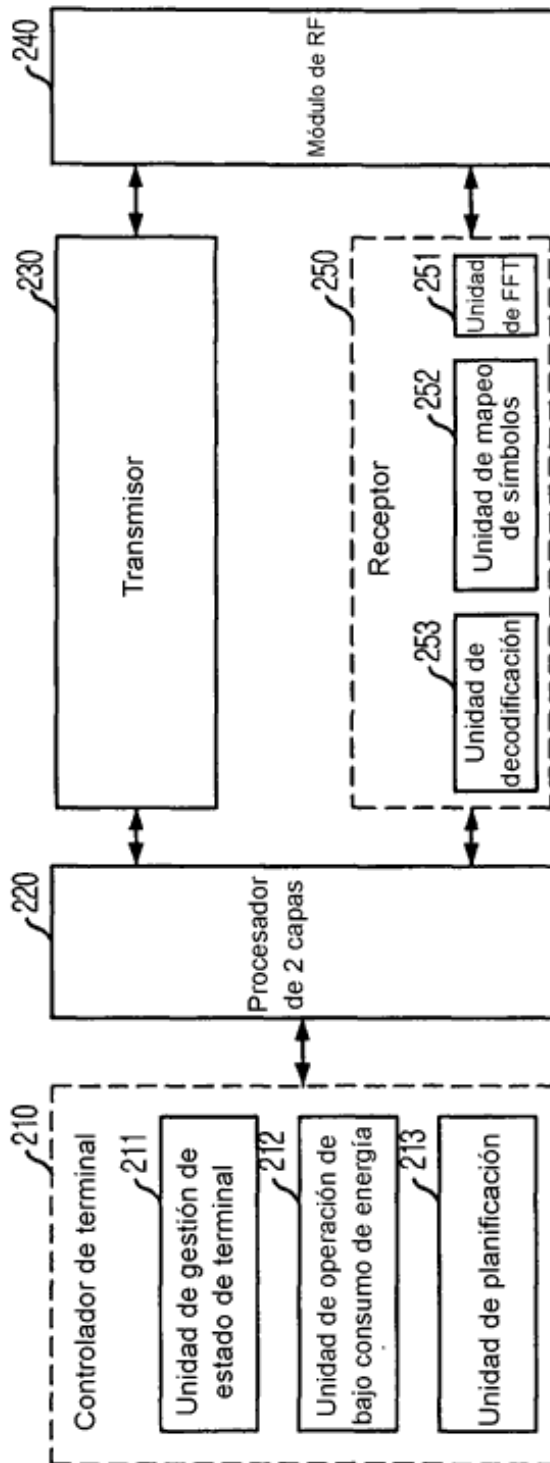 210
Controlador de terminal
211
Unidad de gestión de
estado de terminal
212
Unidad de operación de
bajo consumo de energía
213
Unidad de planificación
220
Procesador
de 2 capas
230
Transmisor
250
Receptor
253
Unidad de
decodificación
252
Unidad de mapeo
de símbolos
251
Unidad
de FFT
240
Módulo de RF